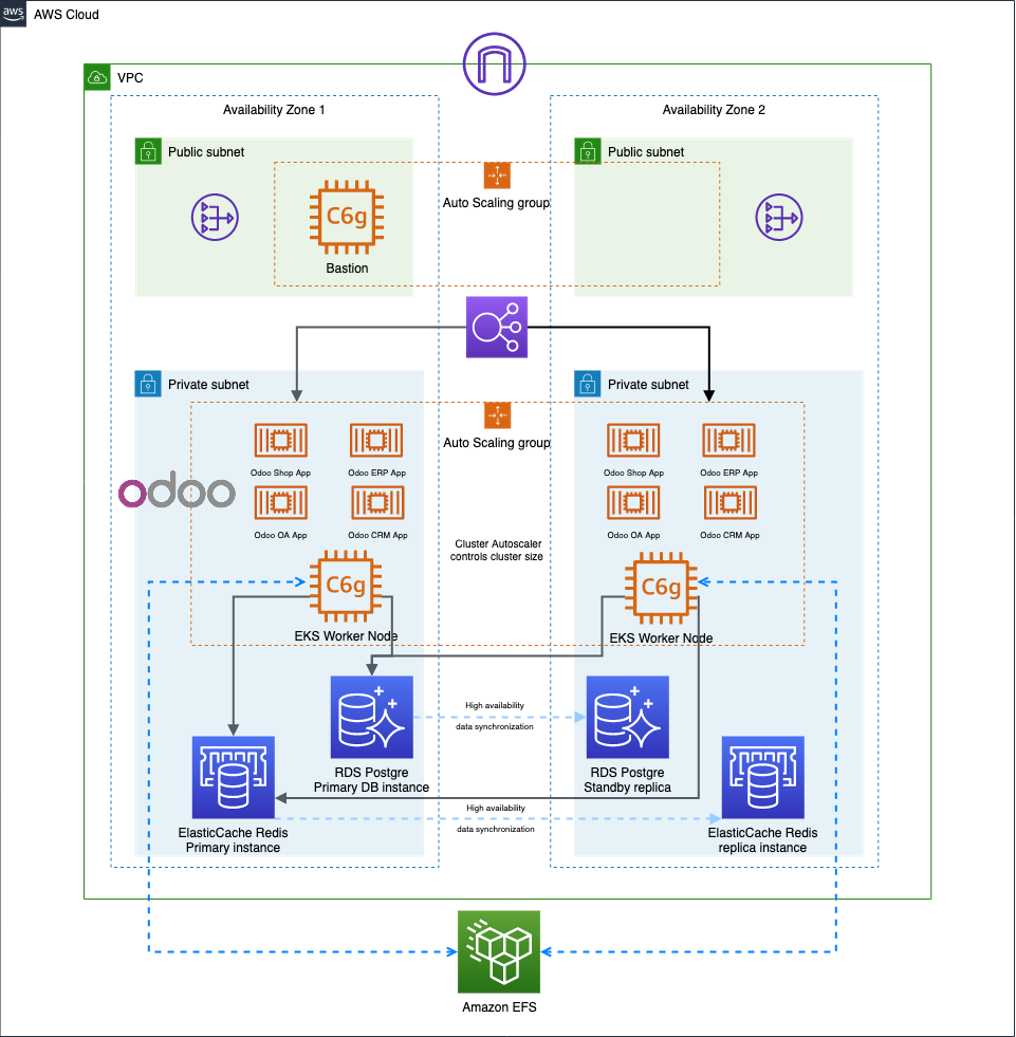 aws
AWS Cloud
VPC
Availability Zone 1
Availability Zone 2
Public subnet
Public subnet
Auto Scaling group
C6g
Bastion
Private subnet
Private subnet
Auto Scaling group
Odoo Shop App
Odoo ERP App
Odoo Shop App
Odoo ERP App
odoo
Odoo OA App
Odoo CRM App
Odoo OA App
Odoo CRM App
Cluster Autoscaler
controls cluster size
C6g
EKS Worker Node
C6g
EKS Worker Node
High availability
data synchronization
RDS Postgre
Primary DB instance
RDS Postgre
Standby replica
High availability
data synchronization
ElasticCache Redis
Primary instance
ElasticCache Redis
replica instance
Amazon EFS